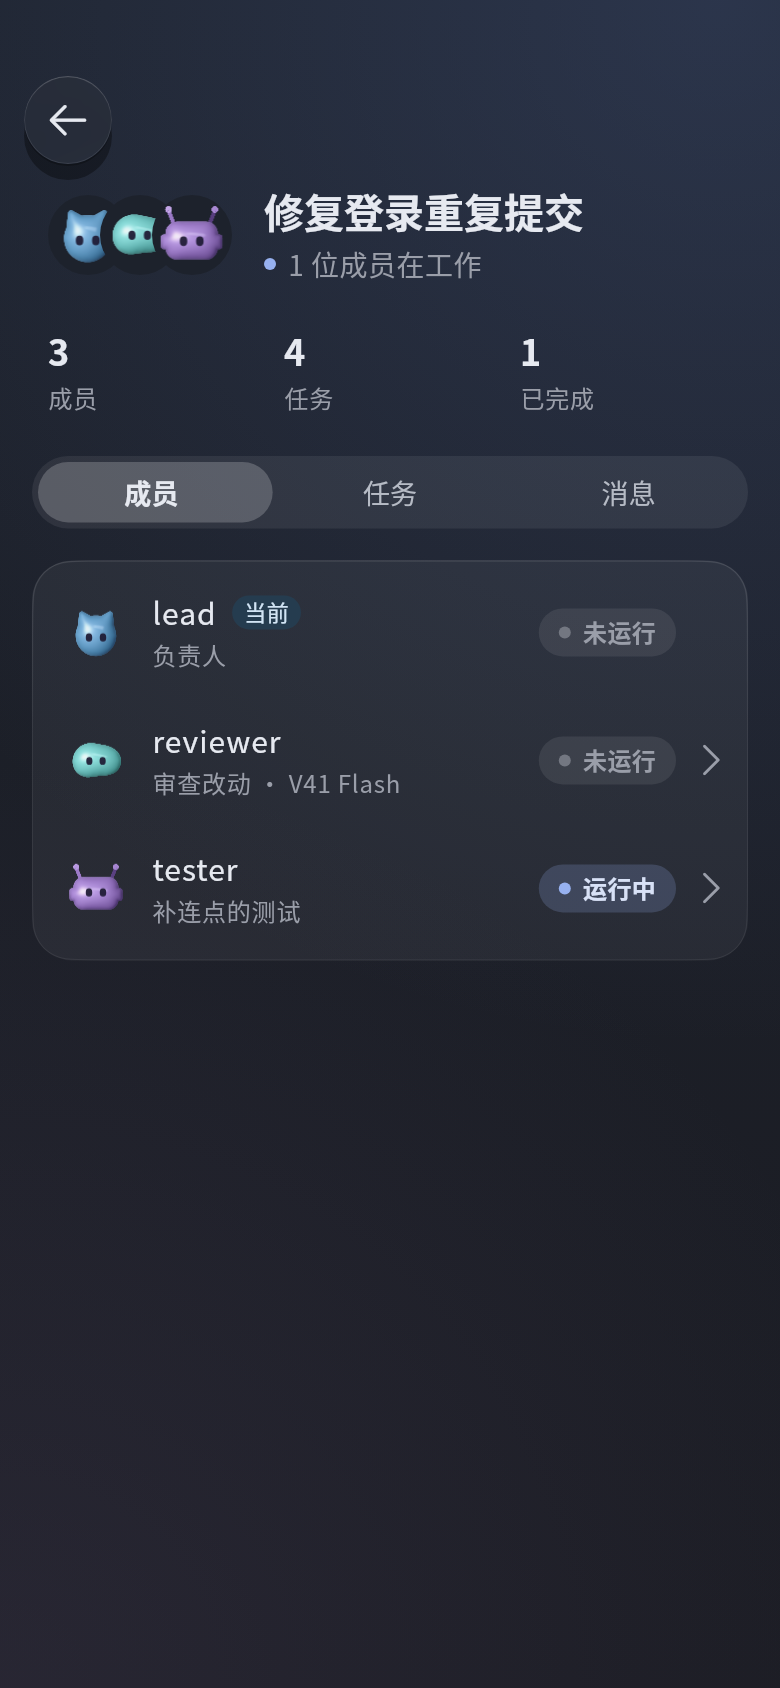 修复登录重复提交
1 位成员在工作
3
成员
4
任务
1
已完成
成员
任务
消息
lead 当前
负责人
未运行
reviewer
审查改动 · V41 Flash
未运行
tester
补连点的测试
运行中